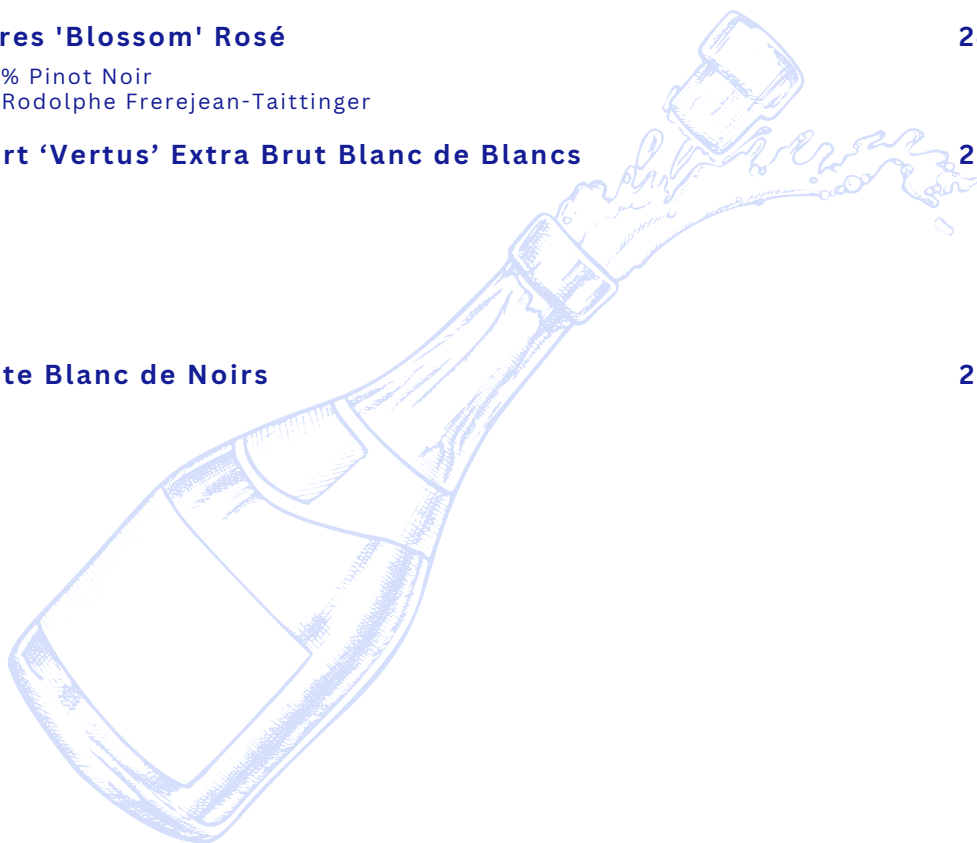 res 'Blossom' Rosé 2
% Pinot Noir
Rodolphe Frerejean-Taittinger
rt ‘Vertus’ Extra Brut Blanc de Blancs 2
te Blanc de Noirs 2